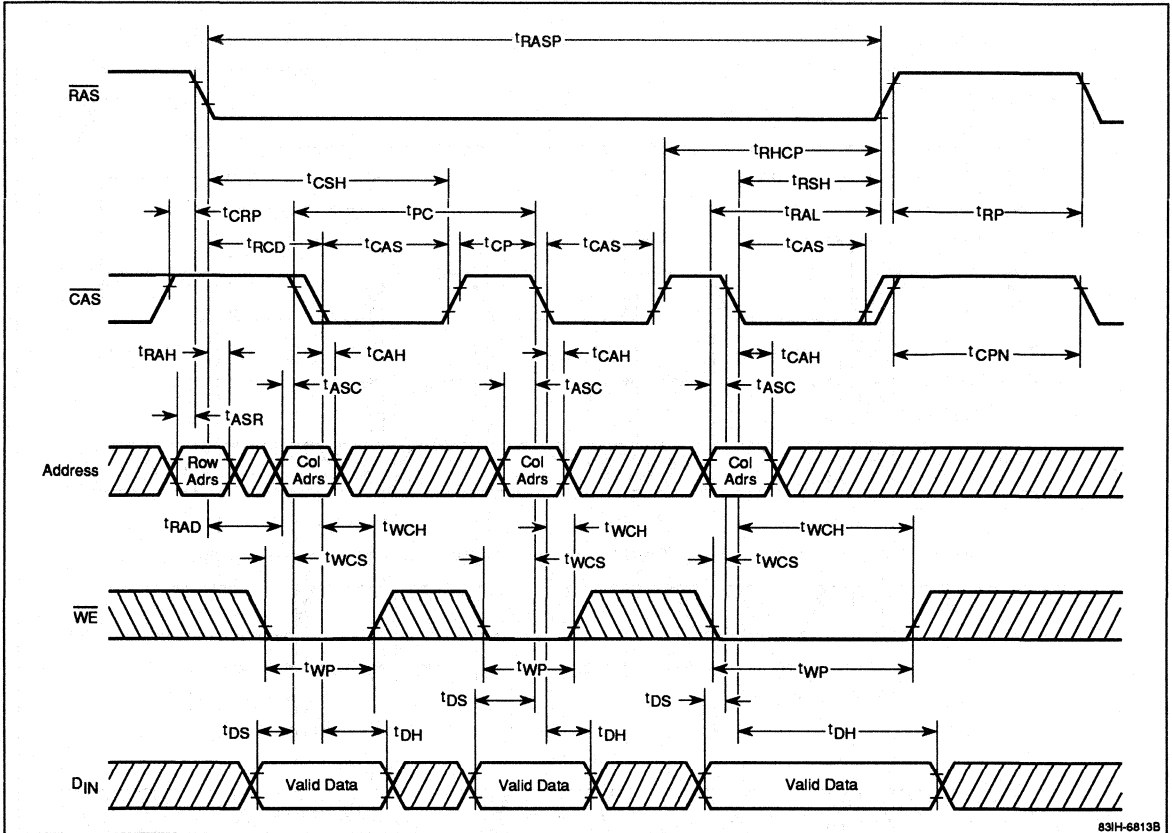 tRASP
RAS
tRHCP
tCSH
tRSH
tCRP
tPC
tRAL
tRP
tRCD
tCAS
tCP
tCAS
tCAS
CAS
tRAH
tCAH
tCAH
tCAH
tCPN
tASC
tASC
tASC
tASR
Address
Row Adrs
Col Adrs
Col Adrs
Col Adrs
tRAD
tWCH
tWCH
tWCH
tWCS
tWCS
tWCS
WE
tWP
tWP
tWP
tDS
tDS
tDS
tDH
tDH
tDH
DIN
Valid Data
Valid Data
Valid Data
83IH-6813B